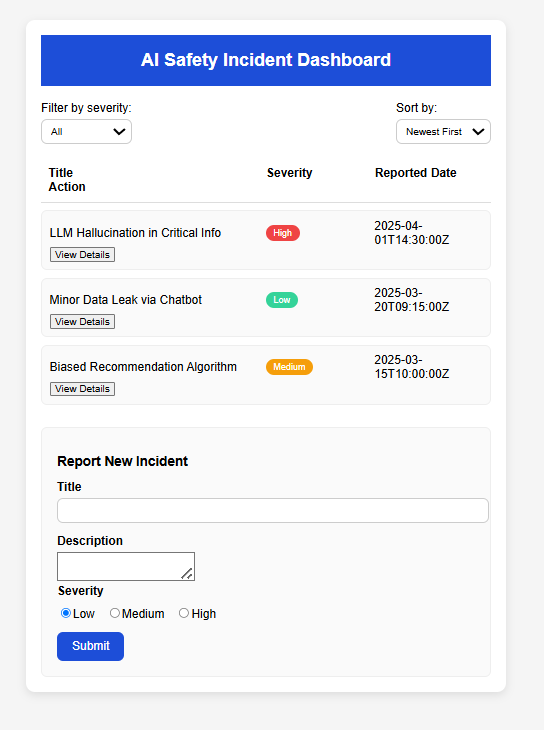 AI Safety Incident Dashboard
Filter by severity: Sort by:
All Newest First
Title Severity Reported Date
Action
LLM Hallucination in Critical Info High 2025-04-
01T14:30:00Z
View Details
Minor Data Leak via Chatbot Low 2025-03-
20T09:15:00Z
View Details
Biased Recommendation Algorithm Medium 2025-03-
15T10:00:00Z
View Details
Report New Incident
Title
Description
Severity
Low Medium High
Submit